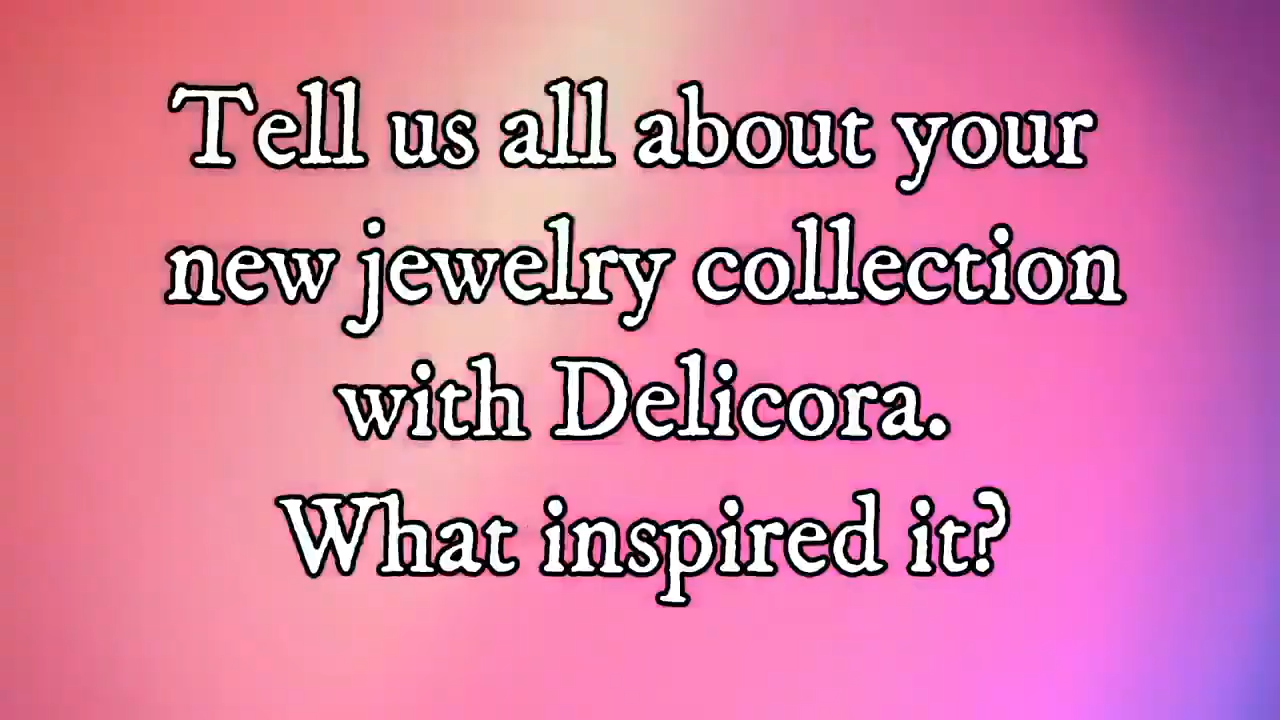 Tell us all about your
new jewelry collection
with Delicora.
What inspired it?